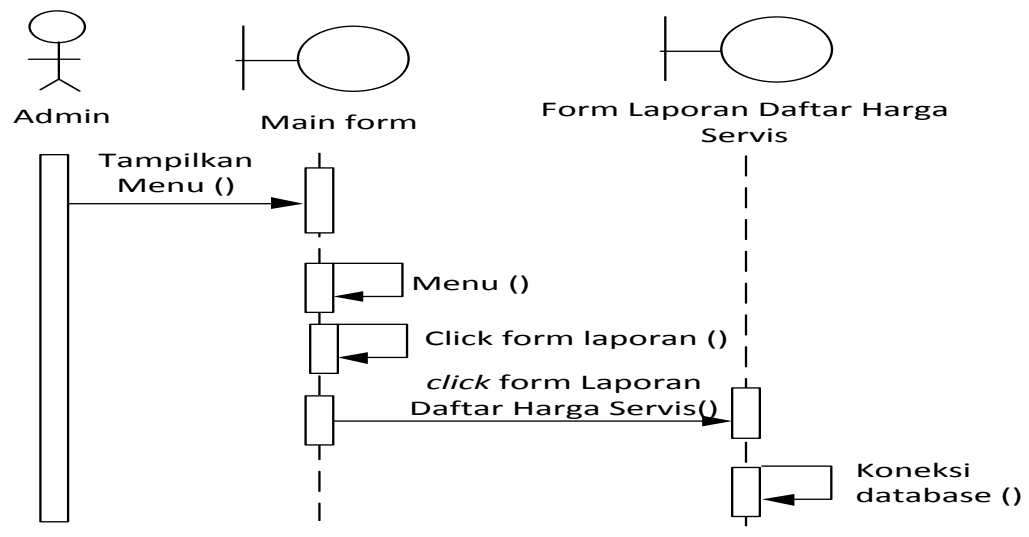 Admin
Main form
Form Laporan Daftar Harga
Servis
Tampilkan
Menu ()
Menu ()
Click form laporan ()
click form Laporan
Daftar Harga Servis()
Koneksi
database ()